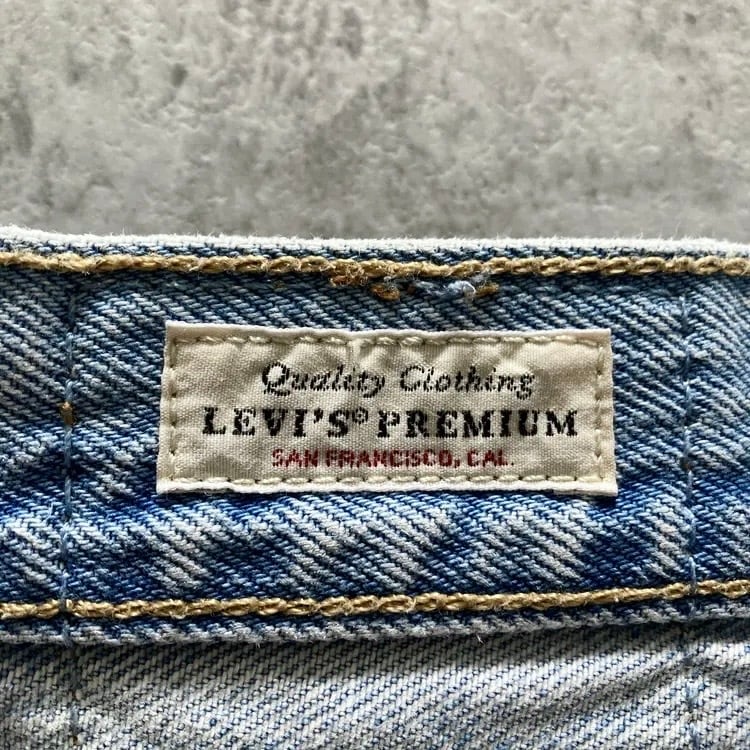 Quality Clothing
LEVI'S® PREMIUM
SAN FRANCISCO, CAL.